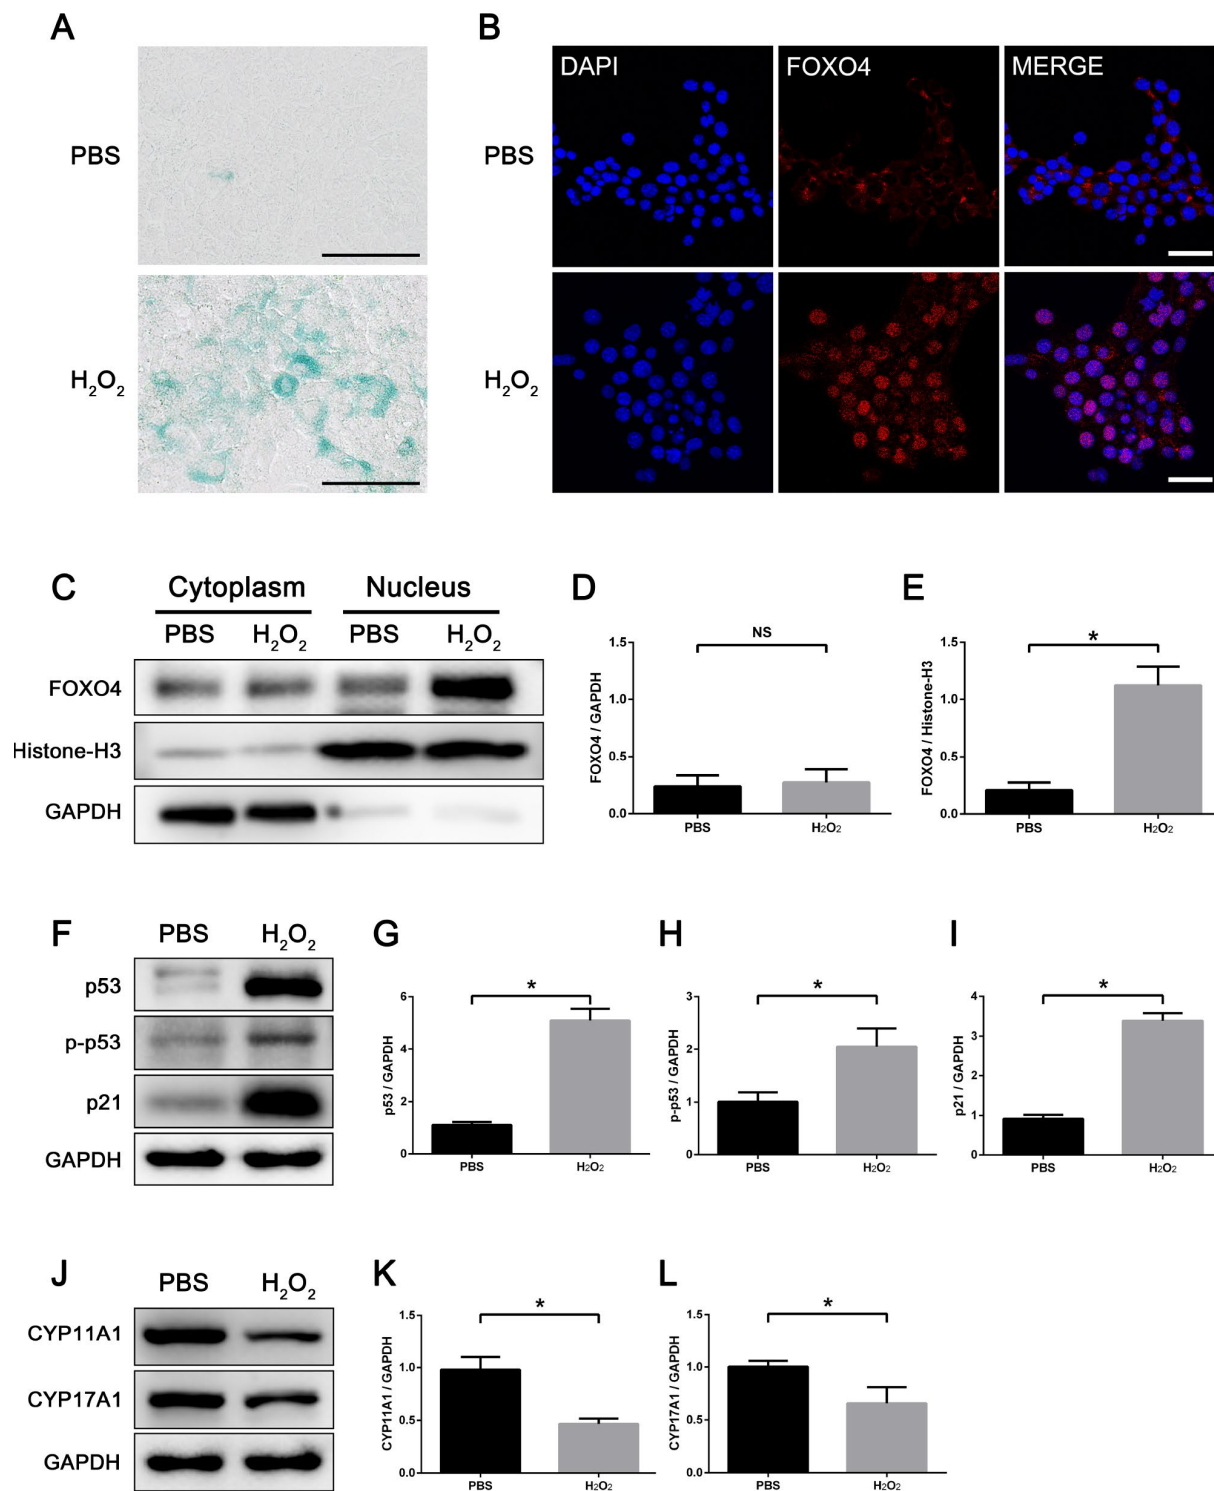 A
B
PBS
H₂O₂
DAPI
FOXO4
MERGE
PBS
H₂O₂
C
Cytoplasm
Nucleus
PBS
H₂O₂
PBS
H₂O₂
FOXO4
Histone-H3
GAPDH
D
FOXO4 / GAPDH
1.5
1.0
0.5
0.0
NS
PBS
H₂O₂
E
FOXO4 / Histone-H3
1.5
1.0
0.5
0.0
*
PBS
H₂O₂
F
PBS
H₂O₂
p53
p-p53
p21
GAPDH
G
p53 / GAPDH
6
4
2
0
*
PBS
H₂O₂
H
p-p53 / GAPDH
3
2
1
0
*
PBS
H₂O₂
I
p21 / GAPDH
4
3
2
1
0
*
PBS
H₂O₂
J
PBS
H₂O₂
CYP11A1
CYP17A1
GAPDH
K
CYP11A1 / GAPDH
1.5
1.0
0.5
0.0
*
PBS
H₂O₂
L
CYP17A1 / GAPDH
1.5
1.0
0.5
0.0
*
PBS
H₂O₂